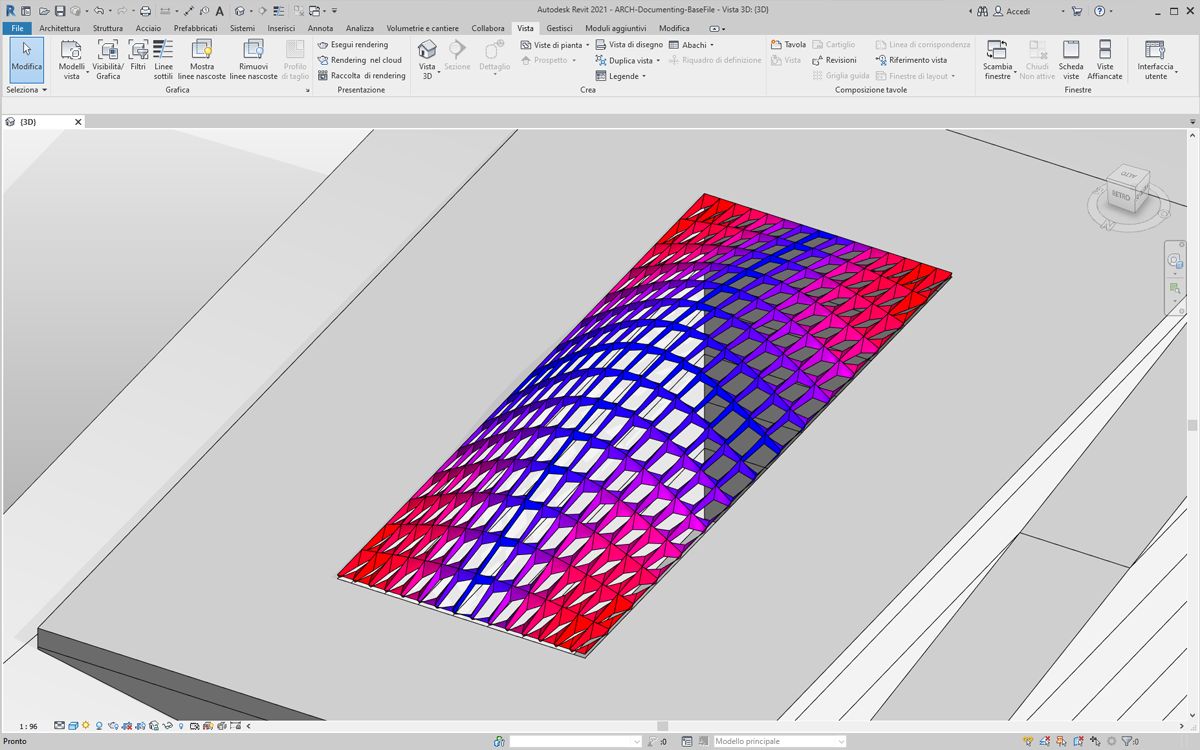 Autodesk Revit 2021 - ARCH-Documenting-BaseFile - Vista 3D: {3D}
Accedi
File Architettura Struttura Acciaio Prefabbricati Sistemi Inserisci Annota Analizza Volumetrie e cantiere Collabora Vista Gestisci Moduli aggiuntivi Modifica
Modifica
Seleziona
Modelli vista
Visibilità/ Grafica
Filtri
Linee sottili
Mostra linee nascoste
Rimuovi linee nascoste
Profilo di taglio
Grafica
Esegui rendering
Rendering nel cloud
Raccolta di rendering
Presentazione
Vista 3D
Sezione
Dettaglio
Viste di pianta
Prospetto
Vista di disegno
Duplica vista
Legende
Abachi
Riquadro di definizione
Crea
Tavola
Vista
Cartiglio
Revisioni
Griglia guida
Linea di corrispondenza
Riferimento vista
Finestre di layout
Composizione tavole
Scambia finestre
Chiudi Non attive
Scheda viste
Viste Affiancate
Finestre
Interfaccia utente
{3D}
ALTO
RETRO
1 : 96
Pronto
:0
Modello principale
:0